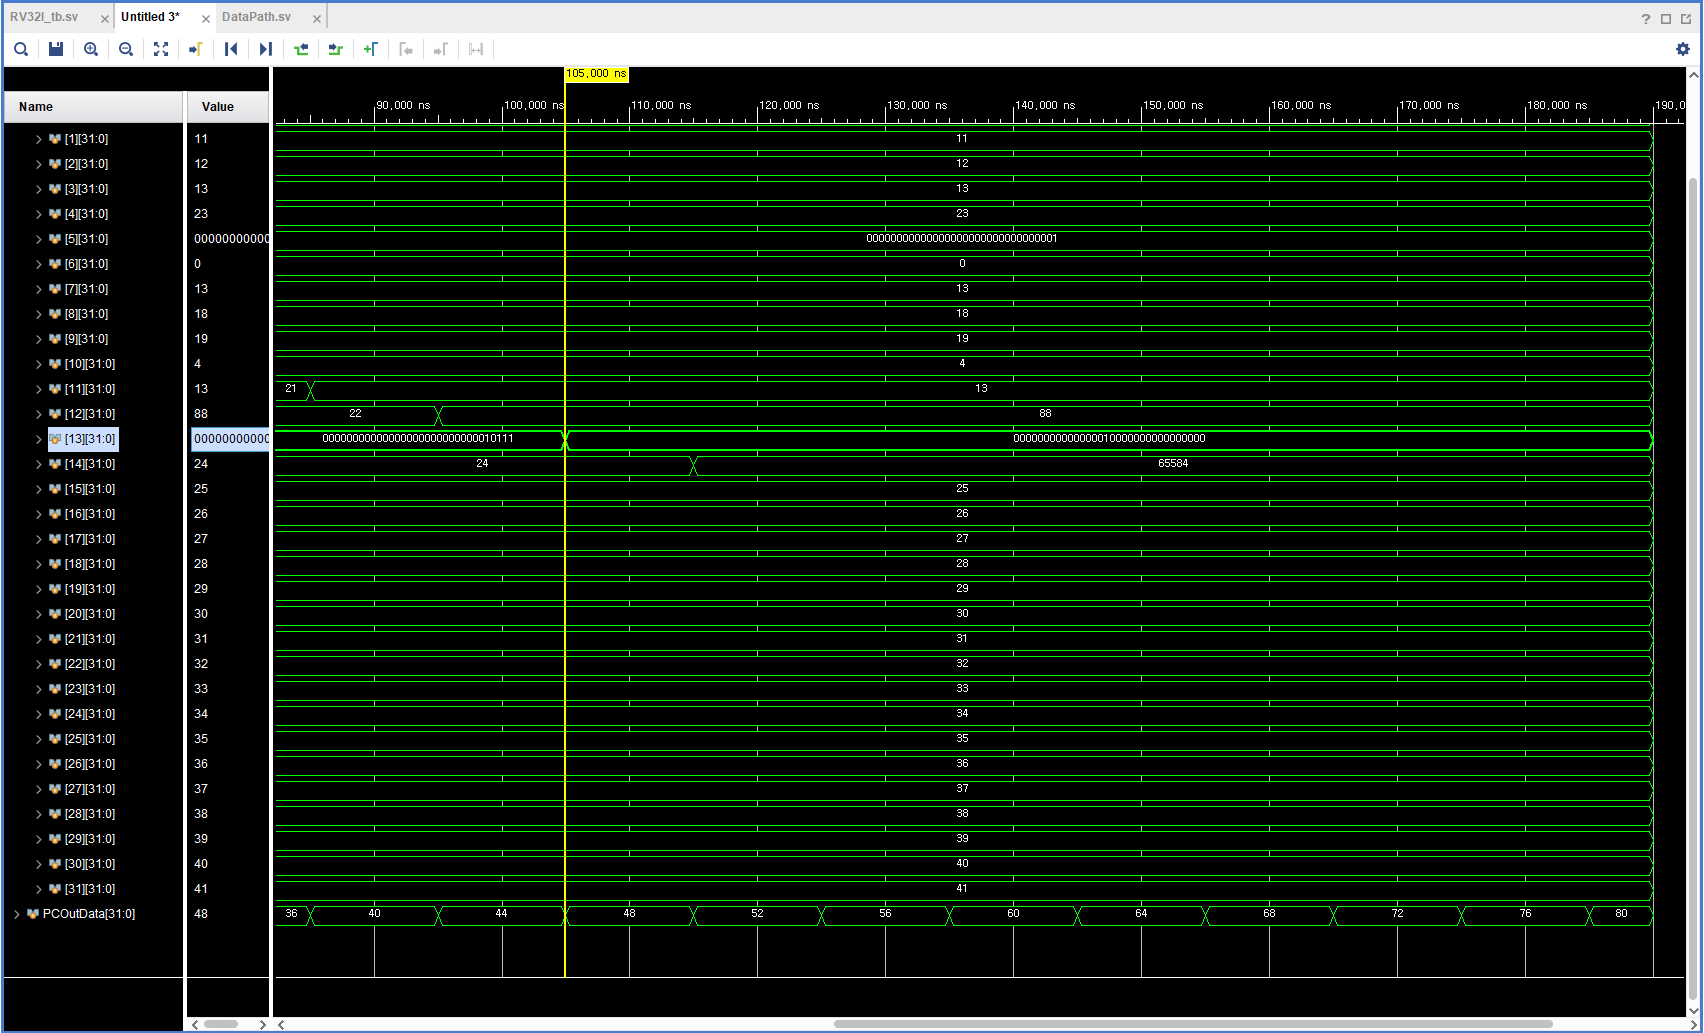 RV32I_tb.sv × Untitled 3* × DataPath.sv ×
105,000 ns
Name Value 90,000 ns 100,000 ns 110,000 ns 120,000 ns 130,000 ns 140,000 ns 150,000 ns 160,000 ns 170,000 ns 180,000 ns 190,0
[1][31:0] 11 11
[2][31:0] 12 12
[3][31:0] 13 13
[4][31:0] 23 23
[5][31:0] 000000000000 00000000000000000000000000000001
[6][31:0] 0 0
[7][31:0] 13 13
[8][31:0] 18 18
[9][31:0] 19 19
[10][31:0] 4 4
[11][31:0] 13 21 13
[12][31:0] 88 22 88
[13][31:0] 000000000000 00000000000000000000000000010111 00000000000000010000000000000000
[14][31:0] 24 24 65584
[15][31:0] 25 25
[16][31:0] 26 26
[17][31:0] 27 27
[18][31:0] 28 28
[19][31:0] 29 29
[20][31:0] 30 30
[21][31:0] 31 31
[22][31:0] 32 32
[23][31:0] 33 33
[24][31:0] 34 34
[25][31:0] 35 35
[26][31:0] 36 36
[27][31:0] 37 37
[28][31:0] 38 38
[29][31:0] 39 39
[30][31:0] 40 40
[31][31:0] 41 41
PCOutData[31:0] 48 36 40 44 48 52 56 60 64 68 72 76 80